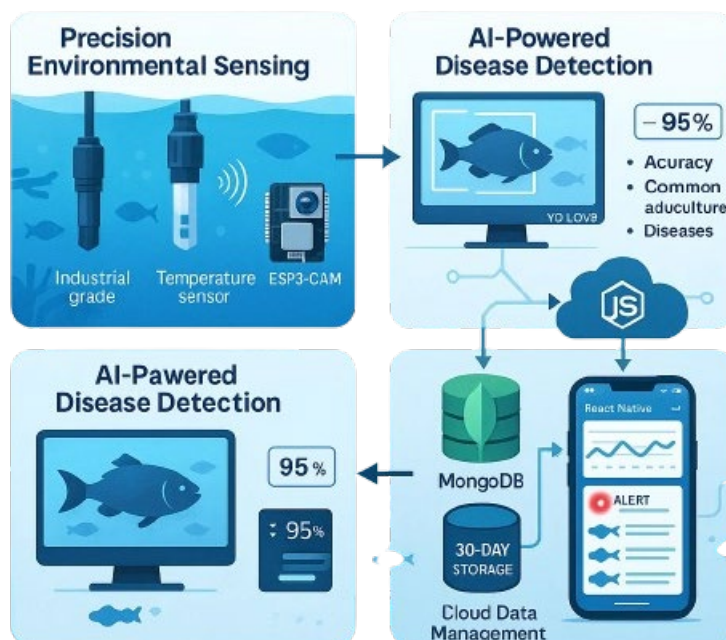 Precision
Environmental Sensing
Industrial
grade
Temperature
sensor
ESP3-CAM
AI-Powered
Disease Detection
YO LOV9
– 95%
• Acuracy
• Common
aduculture
• Diseases
JS
AI-Pawered
Disease Detection
95 %
95%
MongoDB
30-DAY
STORAGE
Cloud Data
Management
React Native
ALERT